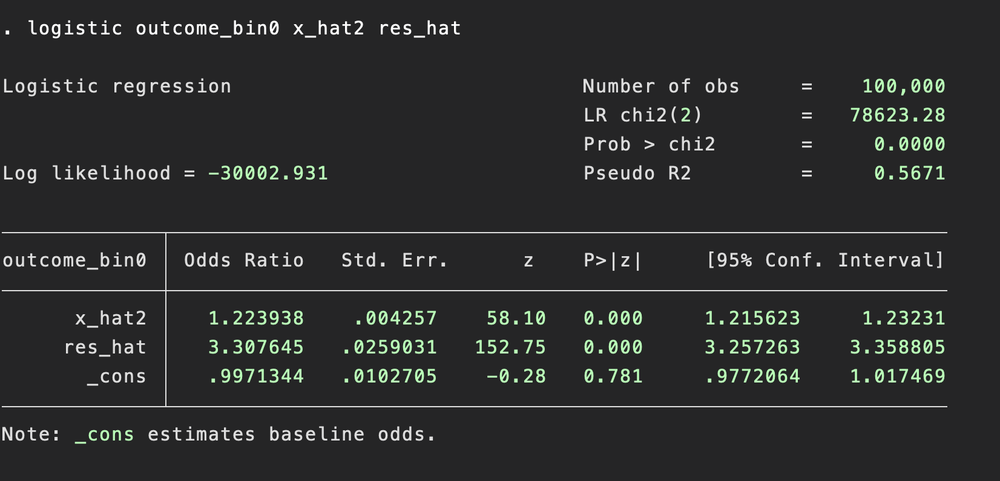 . logistic outcome_bin0 x_hat2 res_hat
Logistic regression Number of obs = 100,000
LR chi2(2) = 78623.28
Prob > chi2 = 0.0000
Log likelihood = -30002.931 Pseudo R2 = 0.5671
outcome_bin0 Odds Ratio Std. Err. z P>|z| [95% Conf. Interval]
x_hat2 1.223938 .004257 58.10 0.000 1.215623 1.23231
res_hat 3.307645 .0259031 152.75 0.000 3.257263 3.358805
_cons .9971344 .0102705 -0.28 0.781 .9772064 1.017469
Note: _cons estimates baseline odds.